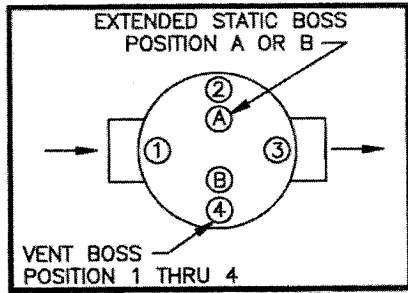 EXTENDED STATIC BOSS
POSITION A OR B
2
A
1
3
B
4
VENT BOSS
POSITION 1 THRU 4